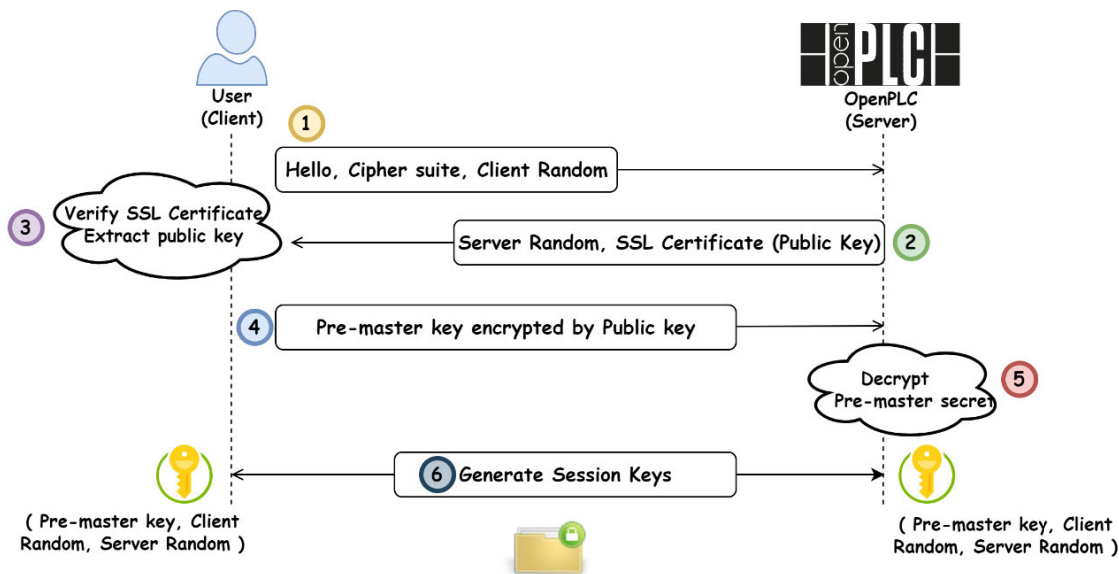 User
(Client)
open
PLC
OpenPLC
(Server)
1
Hello, Cipher suite, Client Random
3
Verify SSL Certificate
Extract public key
Server Random, SSL Certificate (Public Key)
2
4
Pre-master key encrypted by Public key
Decrypt
Pre-master secret
5
6
Generate Session Keys
( Pre-master key, Client
Random, Server Random )
( Pre-master key, Client
Random, Server Random )